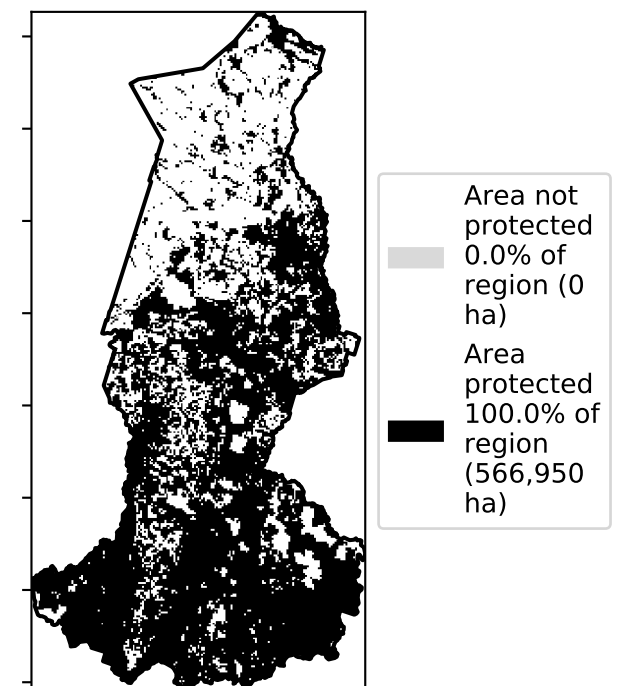 Area not
protected
0.0% of
region (0
ha)
Area
protected
100.0% of
region
(566,950
ha)